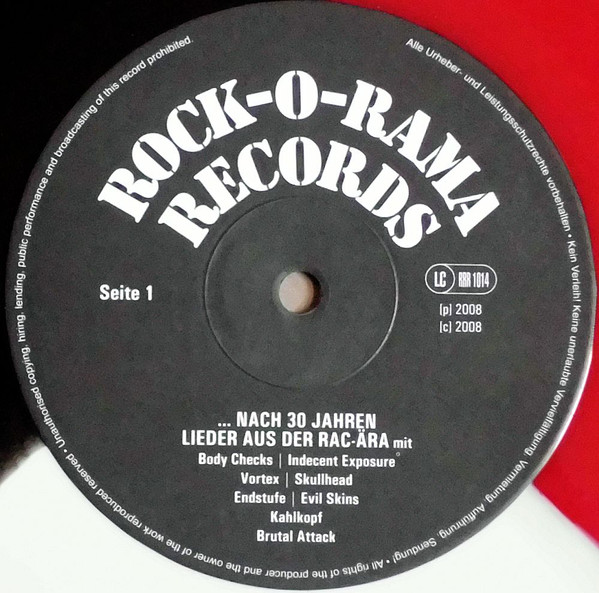 ROCK-O-RAMA
RECORDS
Seite 1
LC RRR 1014
(p) 2008
(c) 2008
... NACH 30 JAHREN
LIEDER AUS DER RAC-ÄRA mit
Body Checks | Indecent Exposure°
Vortex | Skullhead
Endstufe | Evil Skins
Kahlkopf
Brutal Attack
Alle Urheber- und Leistungsschutzrechte vorbehalten • Kein Verleih! Keine unerlaubte Vervielfältigung, Vermietung, Aufführung, Sendung! • All rights of the producer and the owner of the work reproduced reserved • Unauthorised copying, hiring, lending, public performance and broadcasting of this record prohibited.